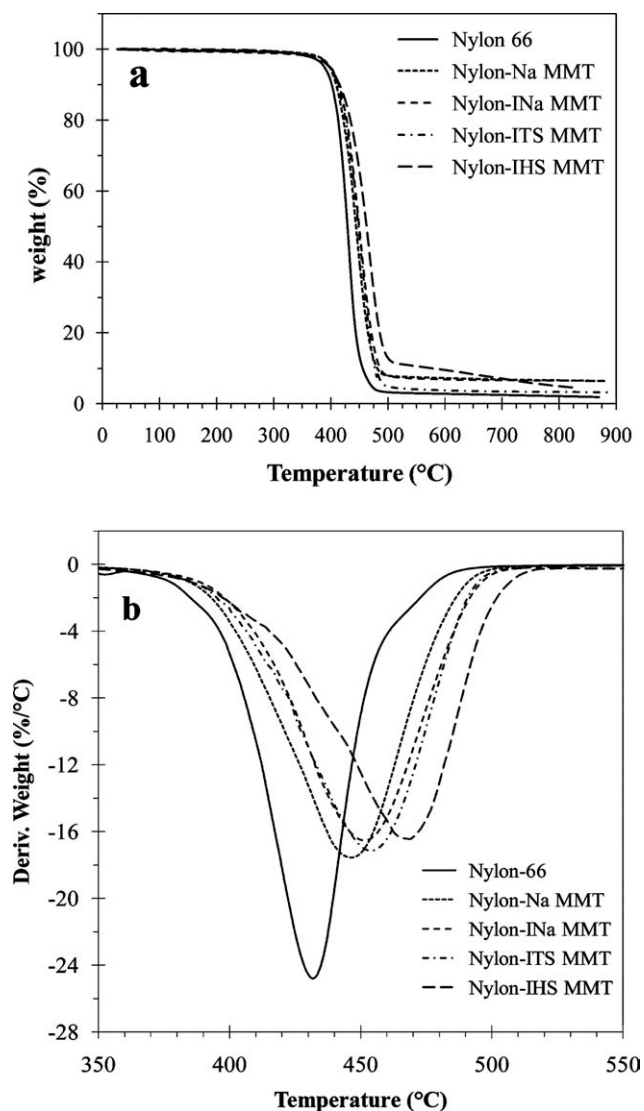 a
Nylon 66
Nylon-Na MMT
Nylon-INa MMT
Nylon-ITS MMT
Nylon-IHS MMT
weight (%)
100
80
60
40
20
0
0 100 200 300 400 500 600 700 800 900
Temperature (°C)
b
0
-4
-8
-12
-16
-20
-24
-28
Deriv. Weight (%/°C)
Nylon-66
Nylon-Na MMT
Nylon-INa MMT
Nylon-ITS MMT
Nylon-IHS MMT
350 400 450 500 550
Temperature (°C)